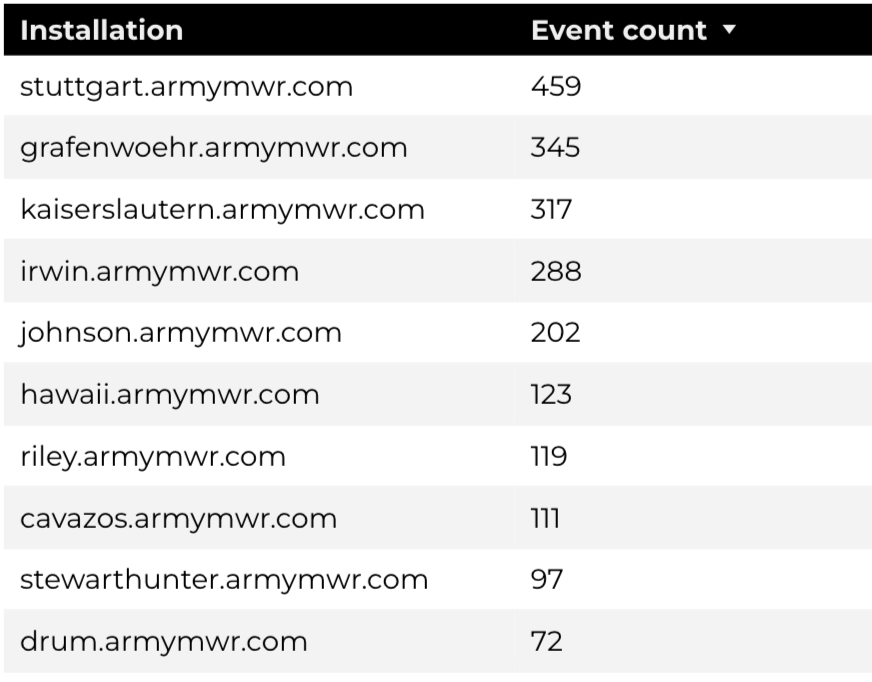 Installation Event count ▼
stuttgart.armymwr.com 459
grafenwoehr.armymwr.com 345
kaiserslautern.armymwr.com 317
irwin.armymwr.com 288
johnson.armymwr.com 202
hawaii.armymwr.com 123
riley.armymwr.com 119
cavazos.armymwr.com 111
stewarthunter.armymwr.com 97
drum.armymwr.com 72